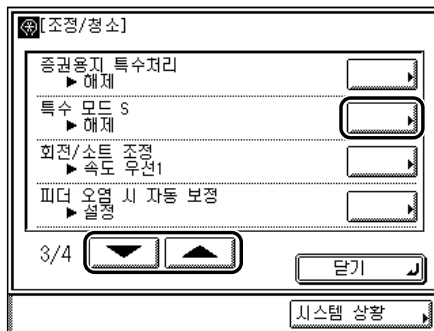 [조정/청소]
증권용지 특수처리
▶ 해제
특수 모드 S
▶ 해제
회전/소트 조정
▶ 속도 우선1
피더 오염 시 자동 보정
▶ 설정
3/4
닫기
시스템 상황